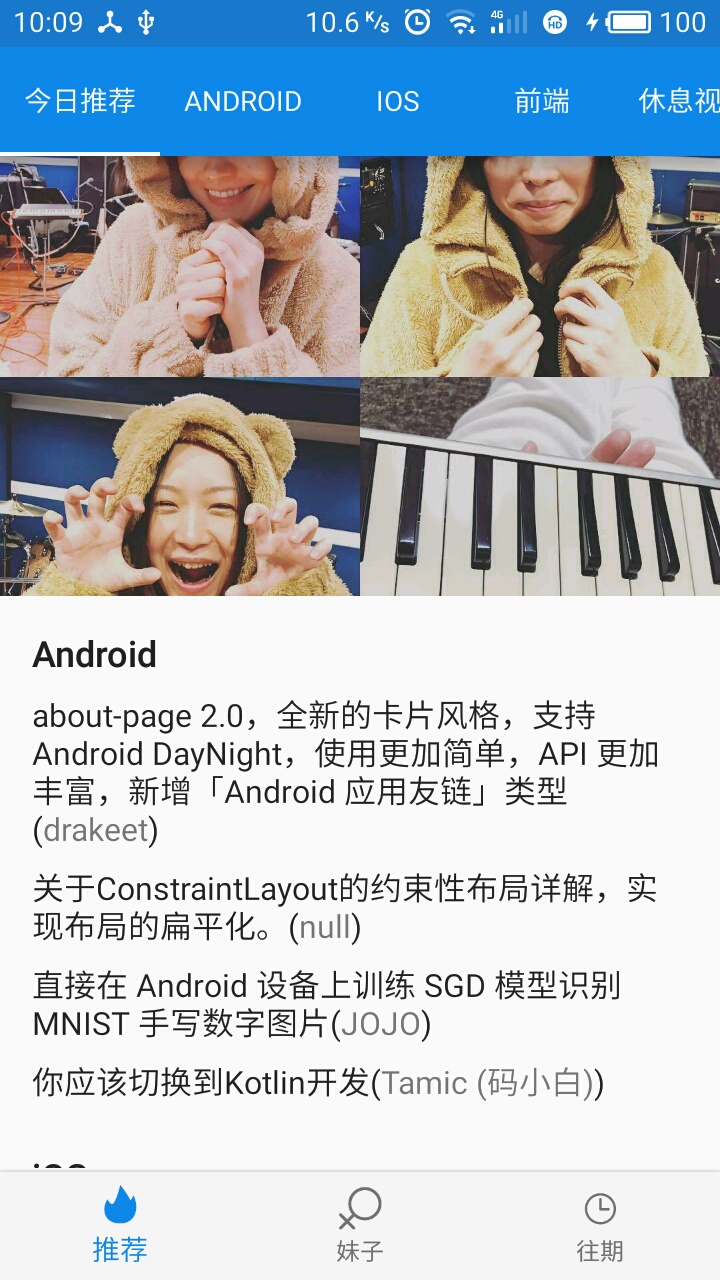 10:09 10.6 K/s 4G HD 100
今日推荐 ANDROID IOS 前端 休息视
Android
about-page 2.0，全新的卡片风格，支持
Android DayNight，使用更加简单，API 更加
丰富，新增「Android 应用友链」类型
(drakeet)
关于ConstraintLayout的约束性布局详解，实
现布局的扁平化。(null)
直接在 Android 设备上训练 SGD 模型识别
MNIST 手写数字图片(JOJO)
你应该切换到Kotlin开发(Tamic (码小白))
推荐 妹子 往期